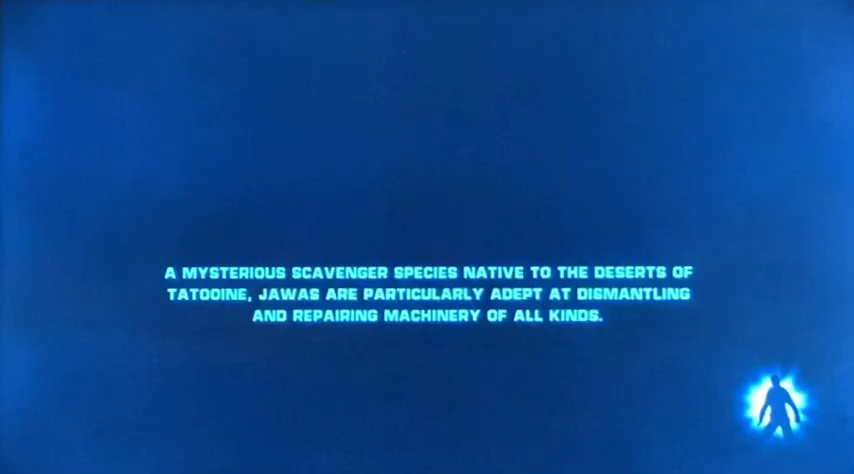 A MYSTERIOUS SCAVENGER SPECIES NATIVE TO THE DESERTS OF
TATOOINE, JAWAS ARE PARTICULARLY ADEPT AT DISMANTLING
AND REPAIRING MACHINERY OF ALL KINDS.